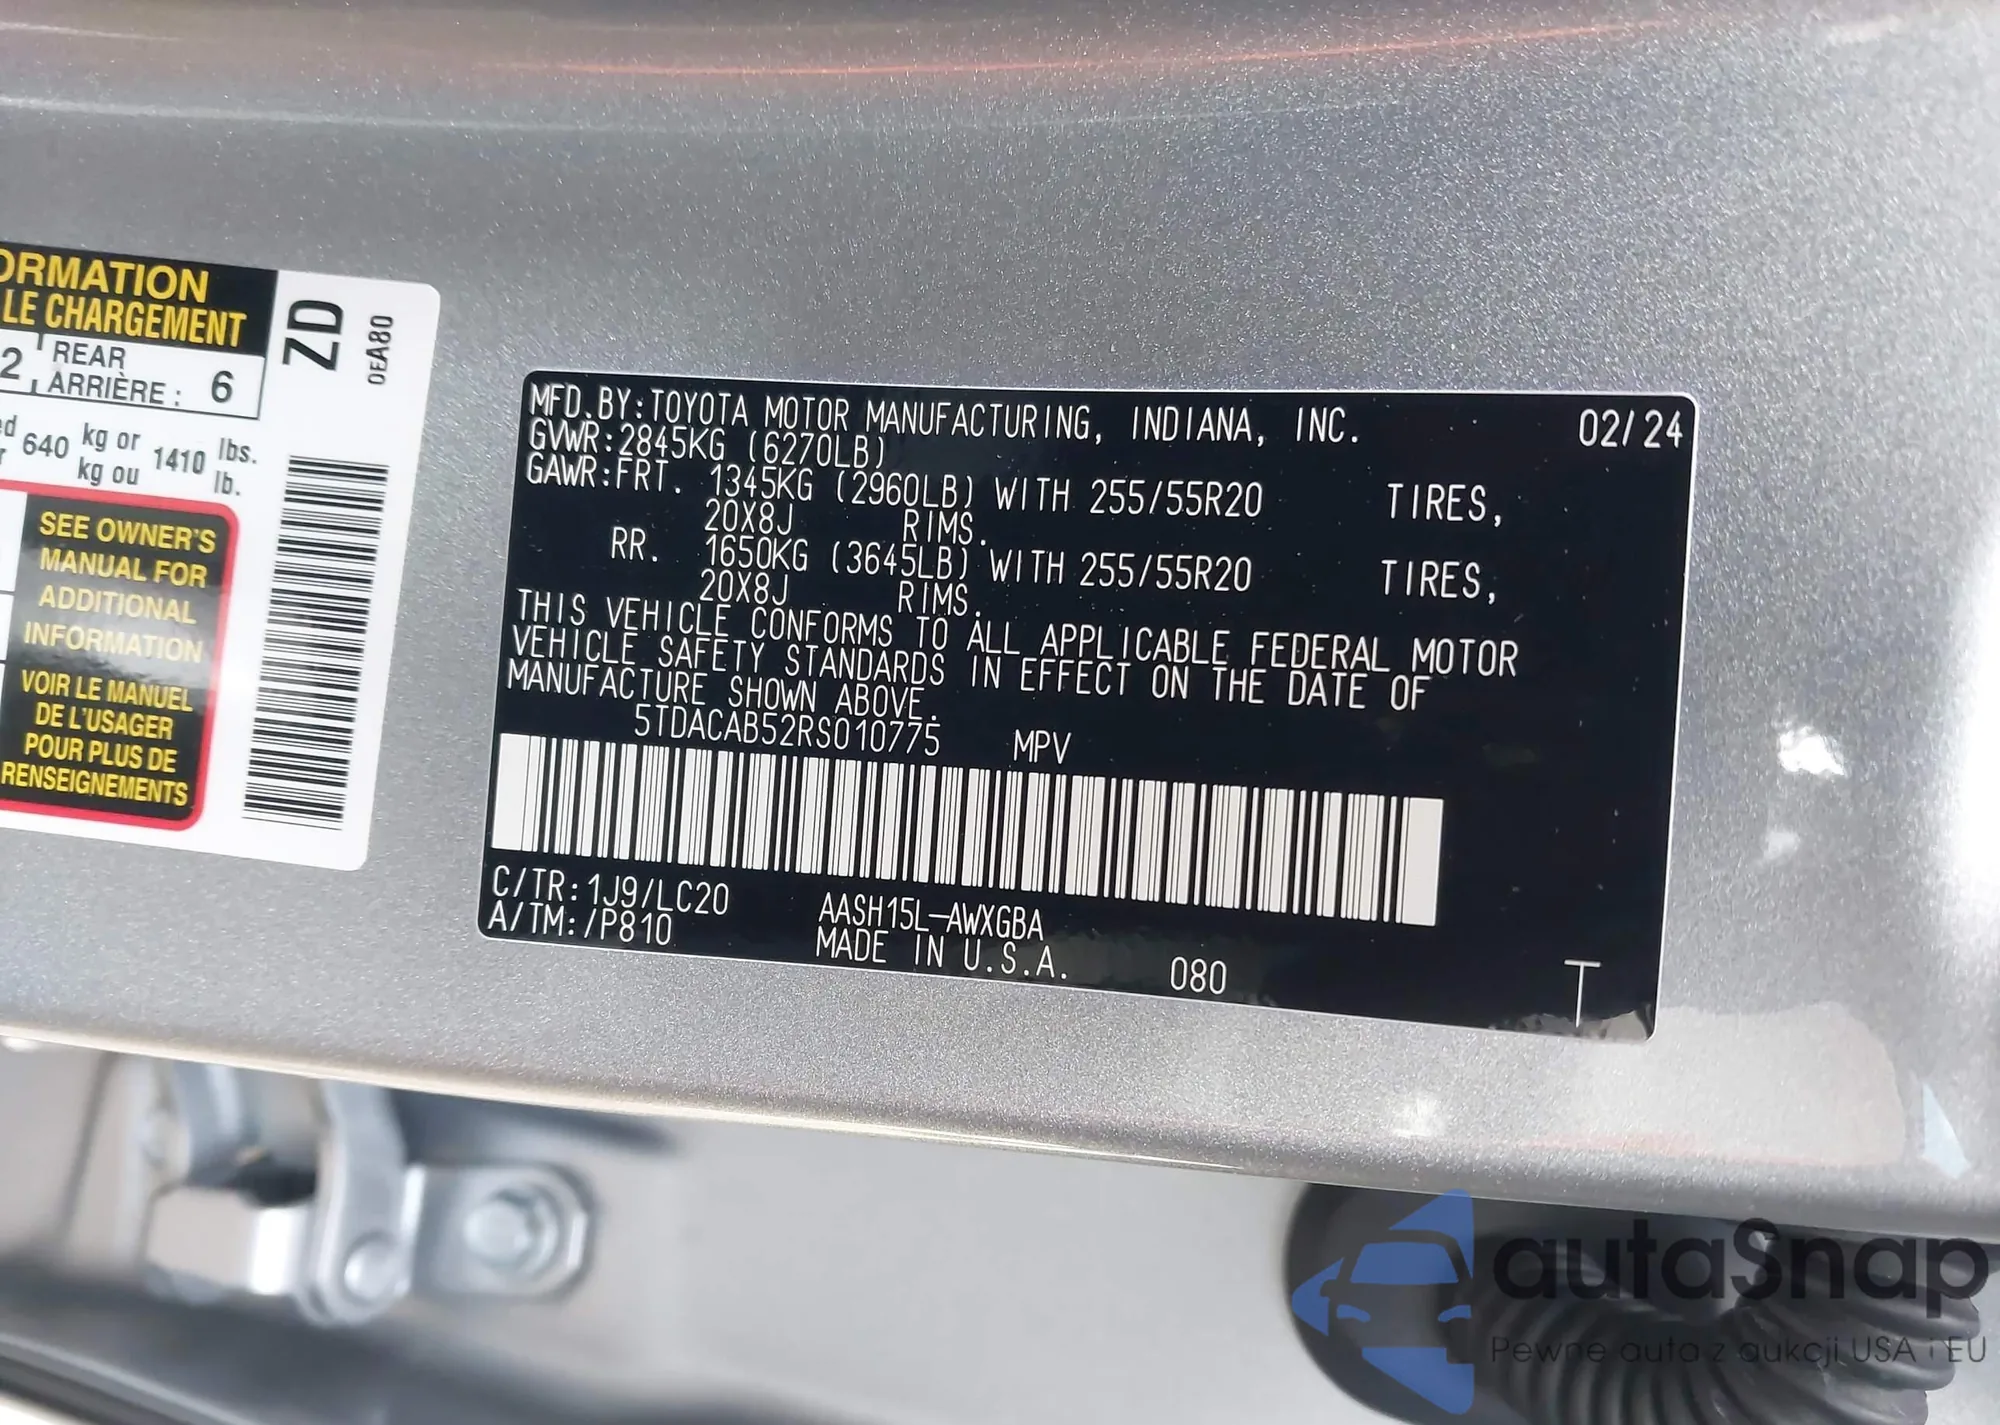 ORMATION
LE CHARGEMENT
2 REAR
ARRIÈRE : 6
640 kg or 1410 lbs.
kg ou lb.
SEE OWNER'S
MANUAL FOR
ADDITIONAL
INFORMATION
VOIR LE MANUEL
DE L'USAGER
POUR PLUS DE
RENSEIGNEMENTS
ZD
0EA80
MFD.BY:TOYOTA MOTOR MANUFACTURING, INDIANA, INC. 02/24
GVWR:2845KG (6270LB)
GAWR:FRT. 1345KG (2960LB) WITH 255/55R20 TIRES,
20X8J RIMS.
RR. 1650KG (3645LB) WITH 255/55R20 TIRES,
20X8J RIMS.
THIS VEHICLE CONFORMS TO ALL APPLICABLE FEDERAL MOTOR
VEHICLE SAFETY STANDARDS IN EFFECT ON THE DATE OF
MANUFACTURE SHOWN ABOVE.
5TDACAB52RS010775 MPV
C/TR:1J9/LC20 AASH15L-AWXGBA
A/TM:/P810 MADE IN U.S.A. 080 T
autaSnap
Pewne auta z aukcji USA i EU